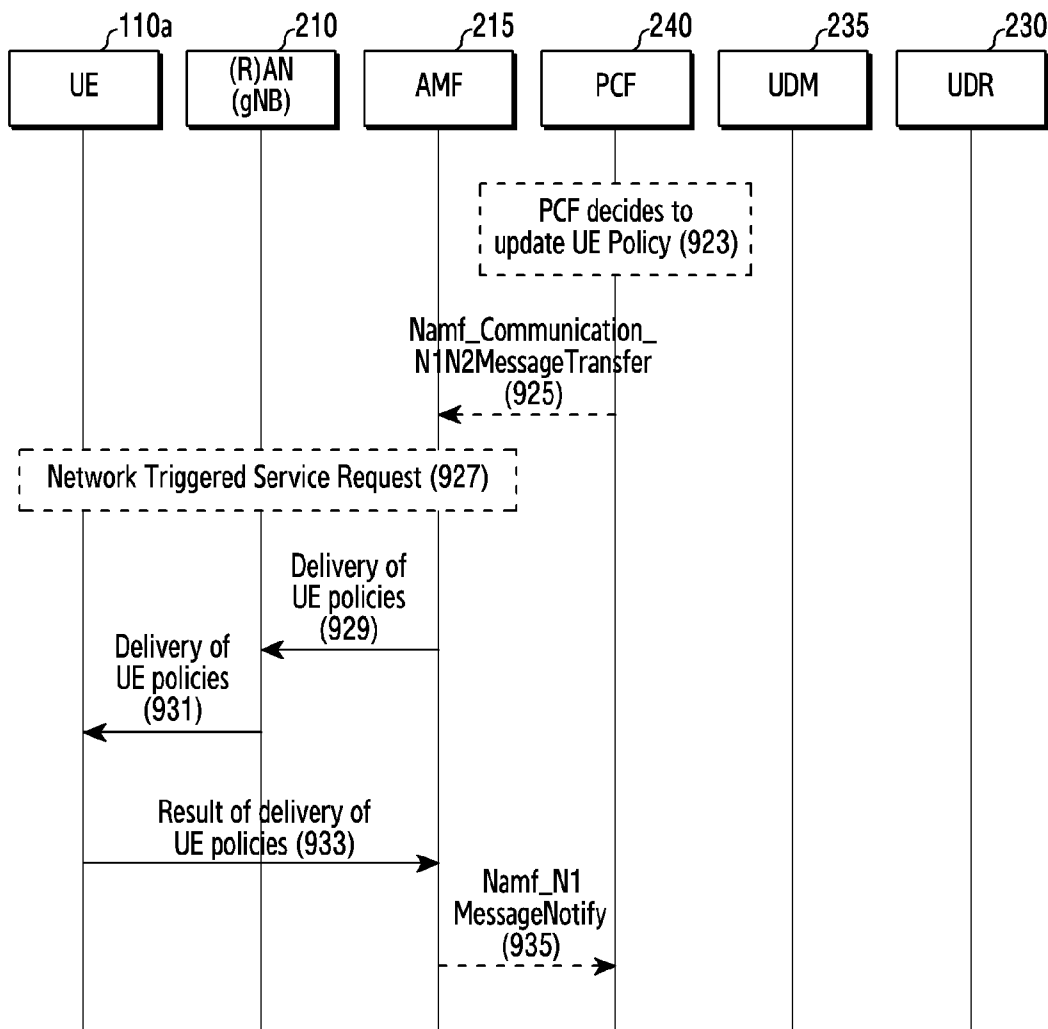 110a
210
215
240
235
230
UE
(R)AN
(gNB)
AMF
PCF
UDM
UDR
PCF decides to
update UE Policy (923)
Namf_Communication_
N1N2MessageTransfer
(925)
Network Triggered Service Request (927)
Delivery of
UE policies
(929)
Delivery of
UE policies
(931)
Result of delivery of
UE policies (933)
Namf_N1
MessageNotify
(935)